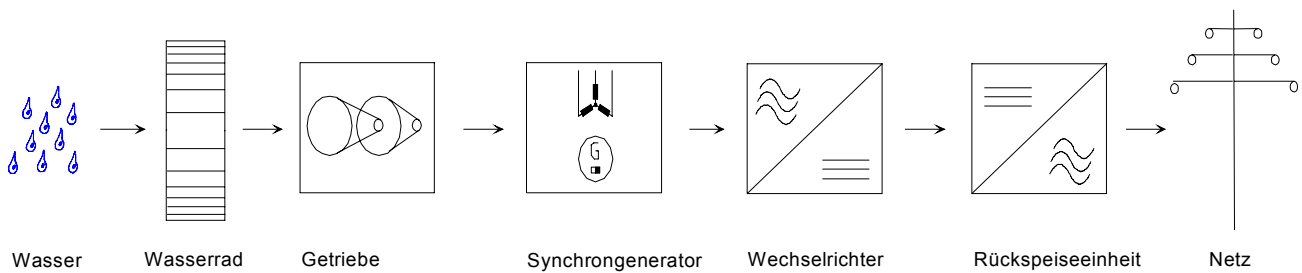 G
Wasser
Wasserrad
Getriebe
Synchrongenerator
Wechselrichter
Rückspeiseeinheit
Netz